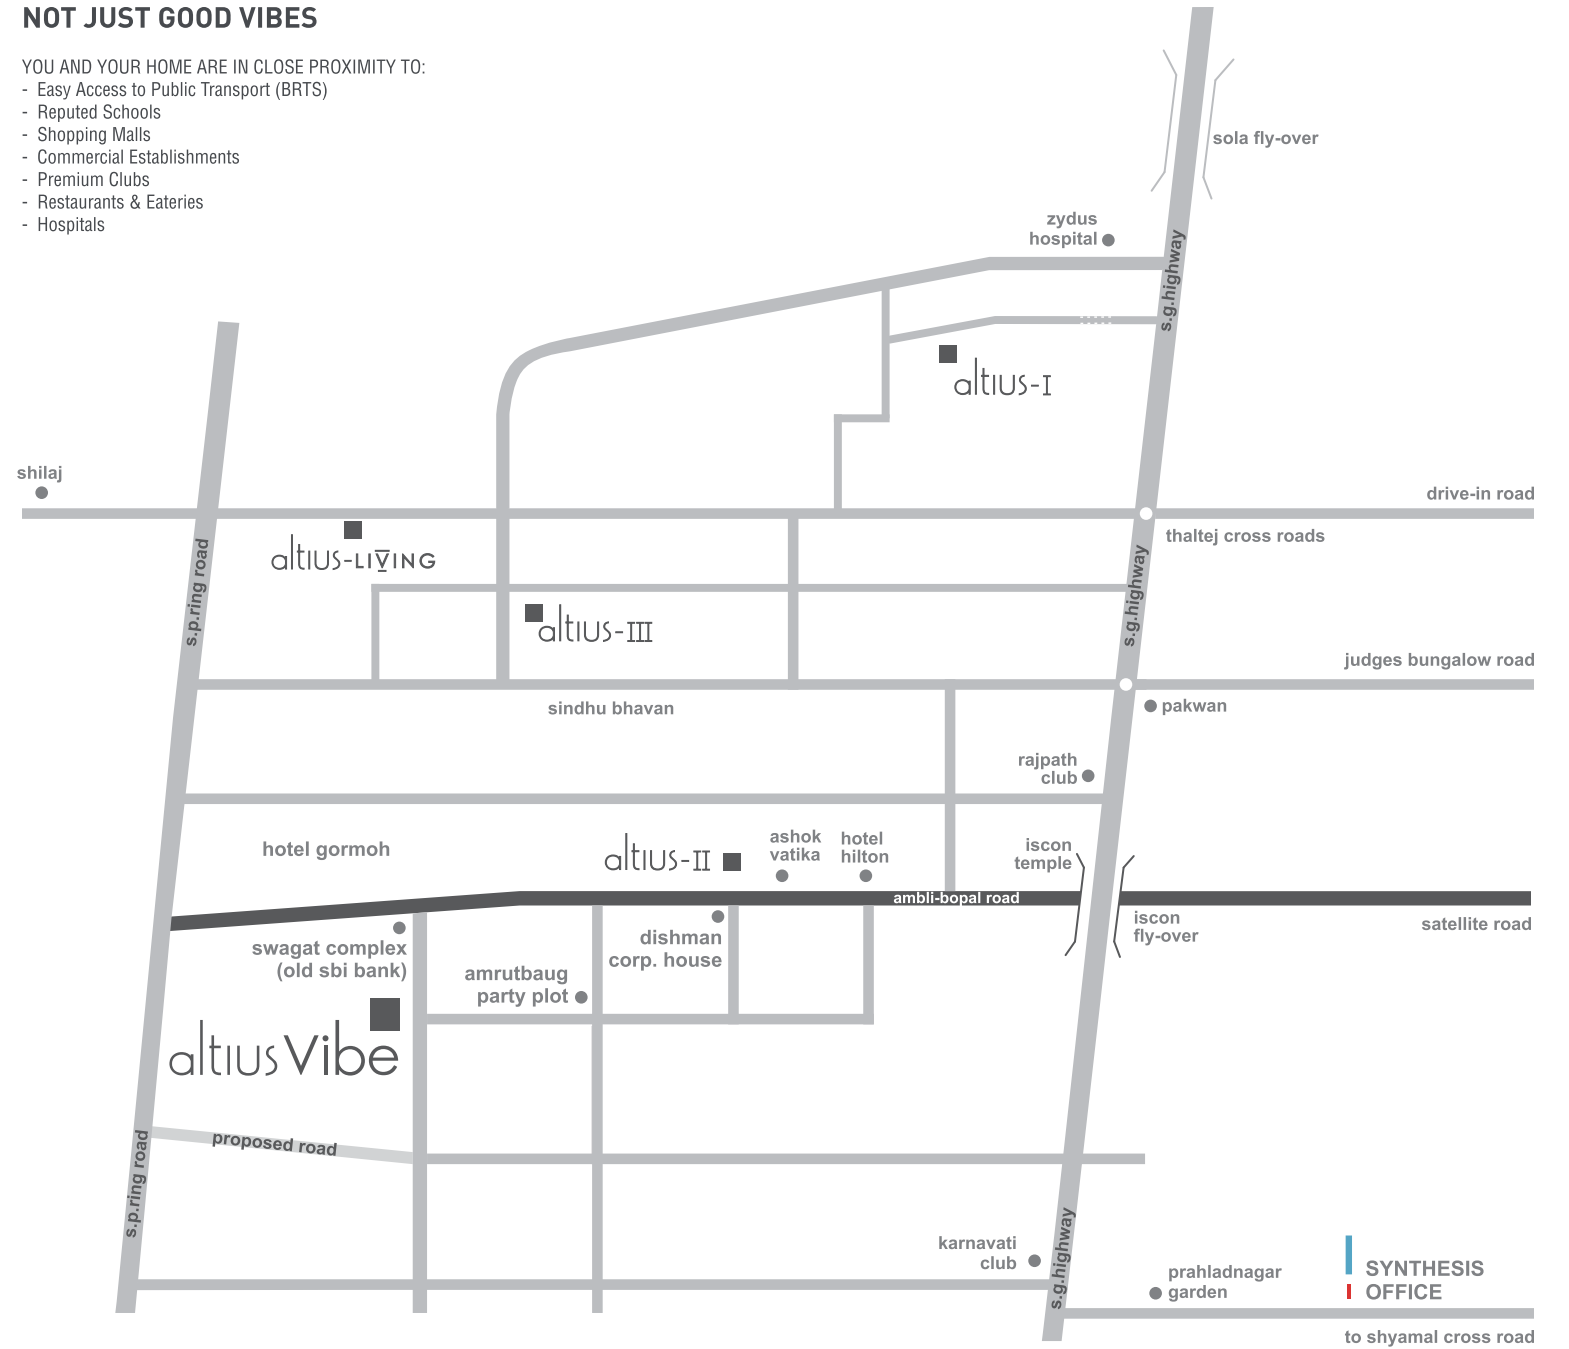 NOT JUST GOOD VIBES
YOU AND YOUR HOME ARE IN CLOSE PROXIMITY TO:
- Easy Access to Public Transport (BRTS)
- Reputed Schools
- Shopping Malls
- Commercial Establishments
- Premium Clubs
- Restaurants & Eateries
- Hospitals
sola fly-over
zydus
hospital
s.g.highway
altius-I
shilaj
drive-in road
thaltej cross roads
altius-LIVING
s.p.ring road
s.g.highway
altius-III
judges bungalow road
sindhu bhavan
pakwan
rajpath
club
hotel gormoh
altius-II
ashok
vatika
hotel
hilton
iscon
temple
ambli-bopal road
iscon
fly-over
satellite road
swagat complex
(old sbi bank)
dishman
corp. house
amrutbaug
party plot
altius Vibe
proposed road
s.p.ring road
s.g.highway
karnavati
club
prahladnagar
garden
SYNTHESIS
OFFICE
to shyamal cross road